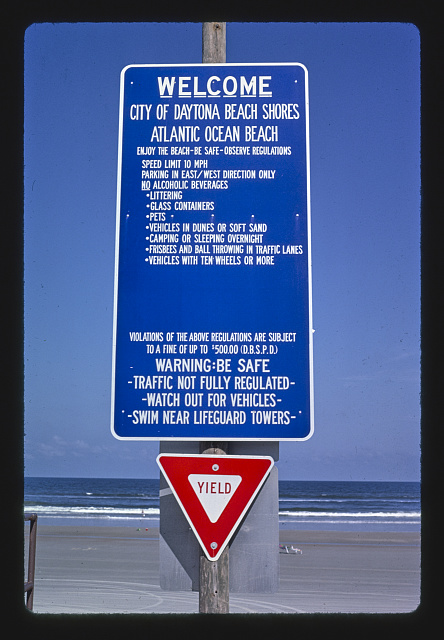 WELCOME
CITY OF DAYTONA BEACH SHORES
ATLANTIC OCEAN BEACH
ENJOY THE BEACH-BE SAFE-OBSERVE REGULATIONS
SPEED LIMIT 10 MPH
PARKING IN EAST/WEST DIRECTION ONLY
NO ALCOHOLIC BEVERAGES
•LITTERING
•GLASS CONTAINERS
•PETS
•VEHICLES IN DUNES OR SOFT SAND
•CAMPING OR SLEEPING OVERNIGHT
•FRISBEES AND BALL THROWING IN TRAFFIC LANES
•VEHICLES WITH TEN WHEELS OR MORE
VIOLATIONS OF THE ABOVE REGULATIONS ARE SUBJECT
TO A FINE OF UP TO $500.00 (D.B.S.P.D.)
WARNING:BE SAFE
-TRAFFIC NOT FULLY REGULATED-
-WATCH OUT FOR VEHICLES-
-SWIM NEAR LIFEGUARD TOWERS-
YIELD